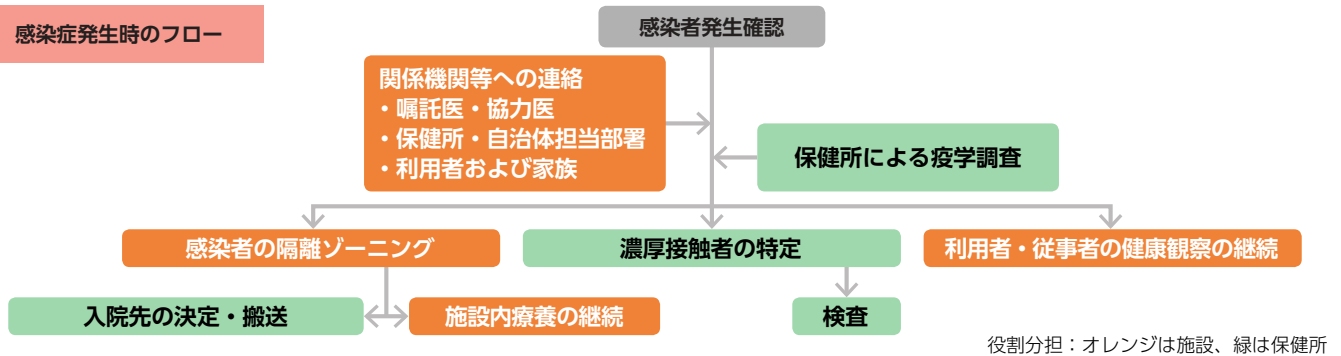 感染症発生時のフロー
感染者発生確認
関係機関等への連絡
・嘱託医・協力医
・保健所・自治体担当部署
・利用者および家族
保健所による疫学調査
感染者の隔離ゾーニング
濃厚接触者の特定
利用者・従事者の健康観察の継続
入院先の決定・搬送
施設内療養の継続
検査
役割分担：オレンジは施設、緑は保健所